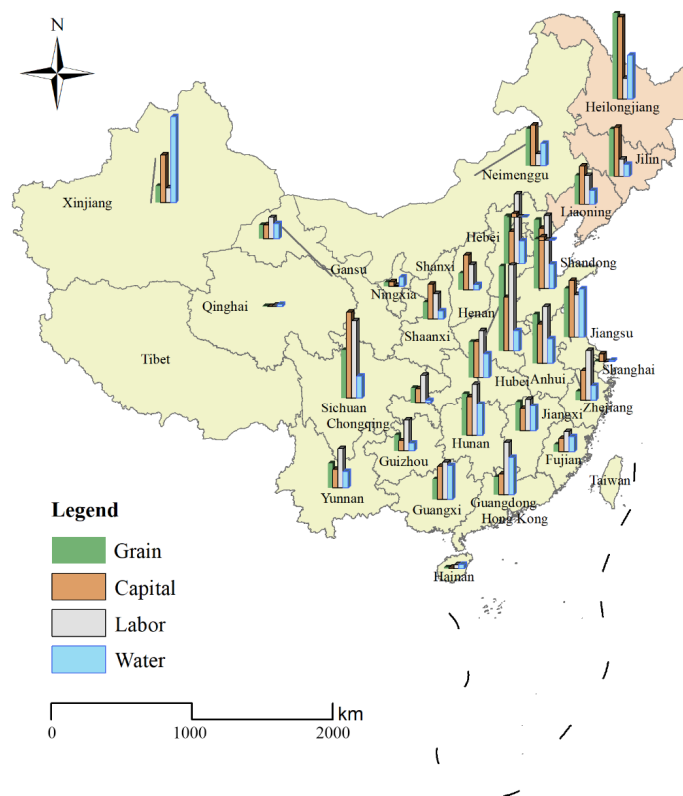 N
Heilongjiang
Jilin
Neimenggu
Xinjiang
Liaoning
Hebei
Gansu
Shanxi
Shandong
Ningxia
Qinghai
Henan
Shaanxi
Jiangsu
Tibet
Hubei
Anhui
Shanghai
Sichuan
Zhejiang
Chongqing
Jiangxi
Hunan
Guizhou
Fujian
Yunnan
Taiwan
Guangxi
Guangdong
Hong Kong
Hainan
Legend
Grain
Capital
Labor
Water
km
0 1000 2000